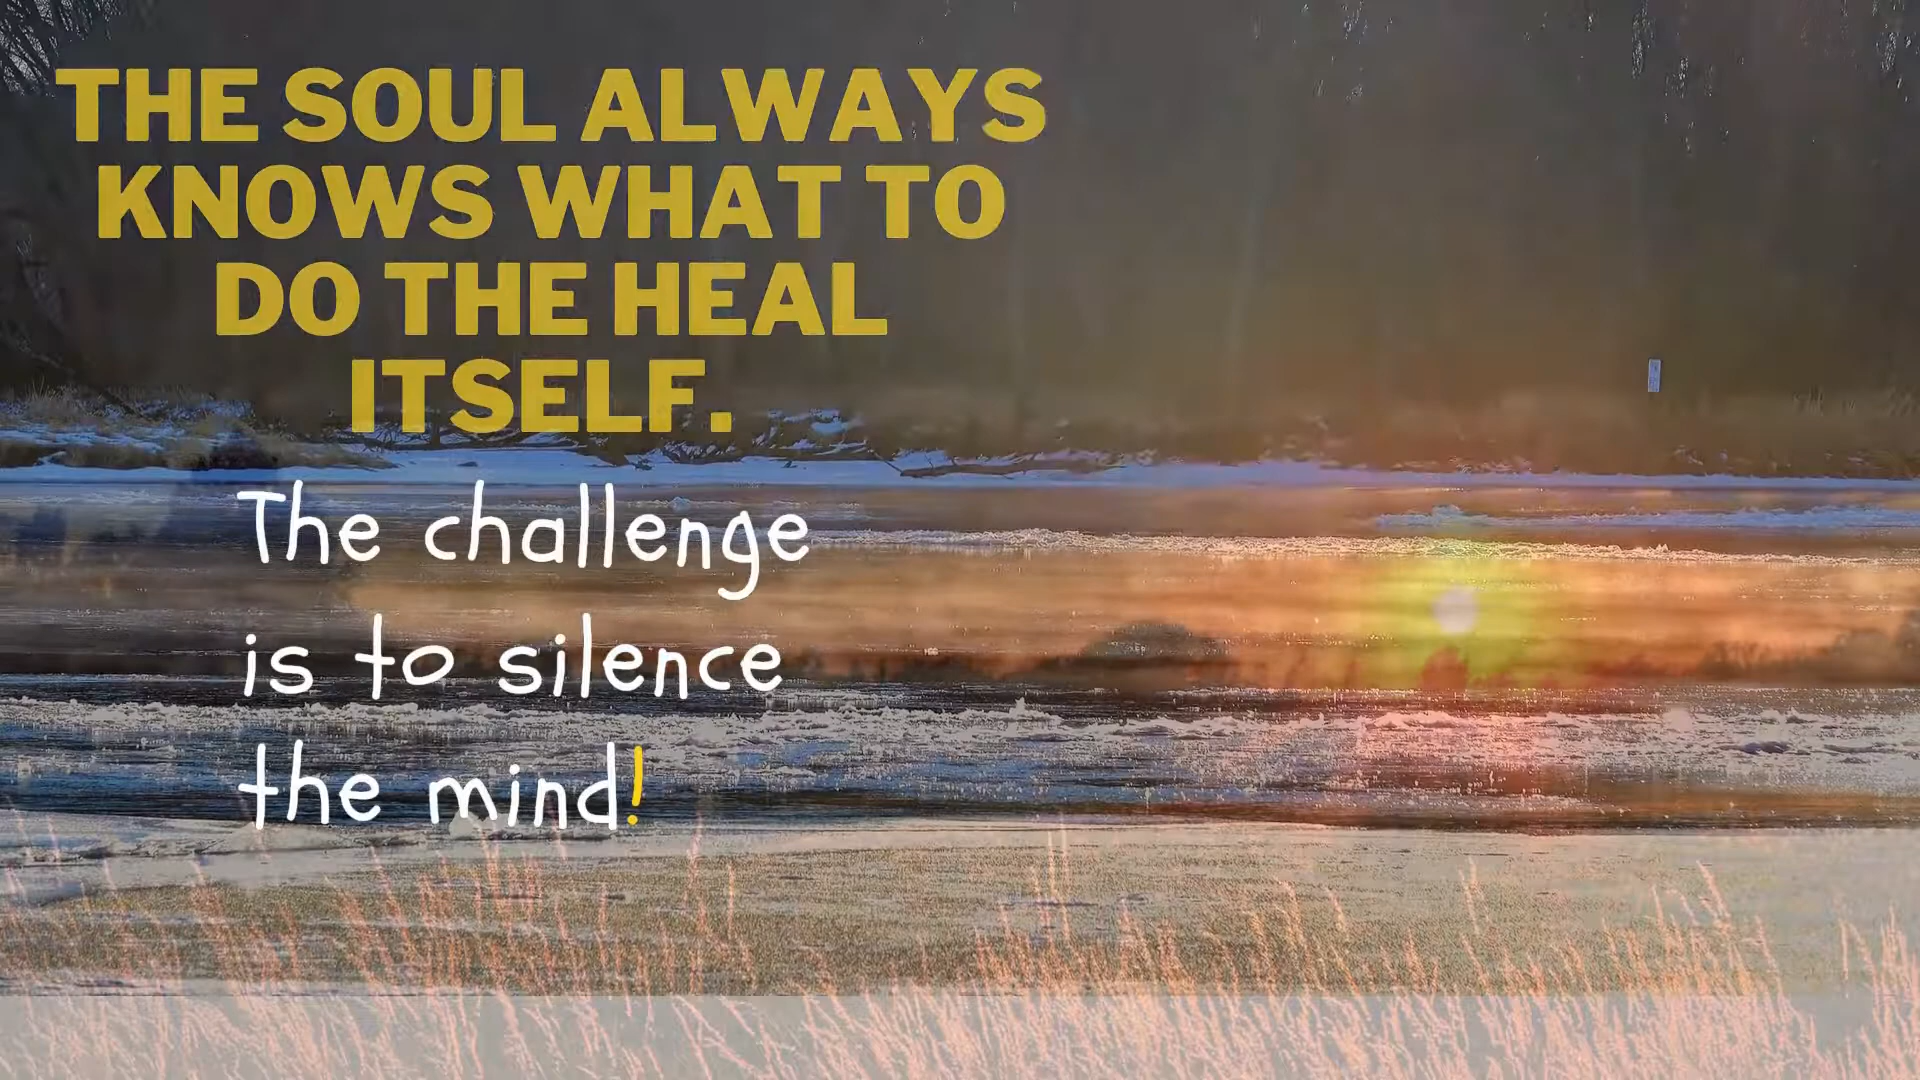 THE SOUL ALWAYS
KNOWS WHAT TO
DO THE HEAL
ITSELF.
The challenge
is to silence
the mind!